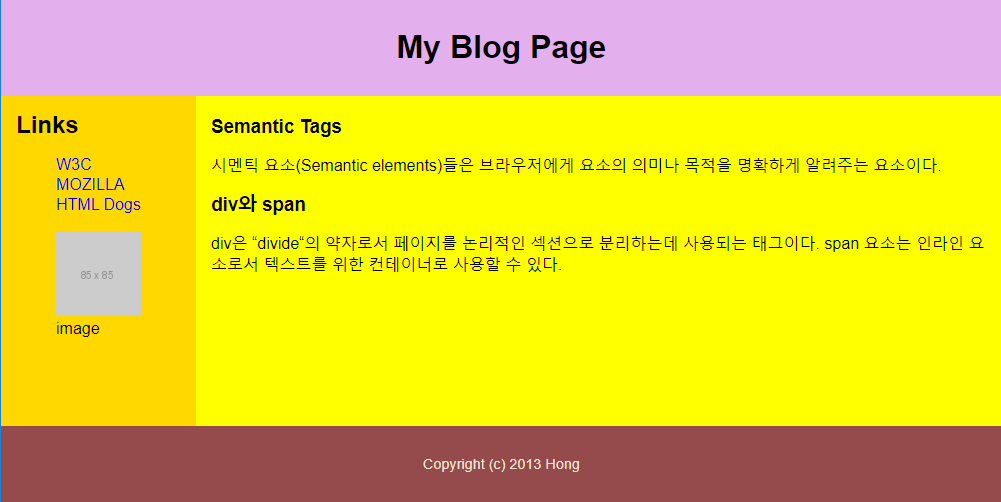 My Blog Page
Links
W3C
MOZILLA
HTML Dogs
85 x 85
image
Semantic Tags
시멘틱 요소(Semantic elements)들은 브라우저에게 요소의 의미나 목적을 명확하게 알려주는 요소이다.
div와 span
div은 “divide“의 약자로서 페이지를 논리적인 섹션으로 분리하는데 사용되는 태그이다. span 요소는 인라인 요
소로서 텍스트를 위한 컨테이너로 사용할 수 있다.
Copyright (c) 2013 Hong